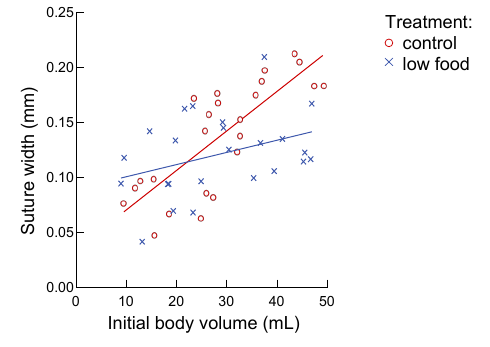 Treatment:
control
low food
0.25
0.20
0.15
0.10
0.05
0.00
Suture width (mm)
0 10 20 30 40 50
Initial body volume (mL)